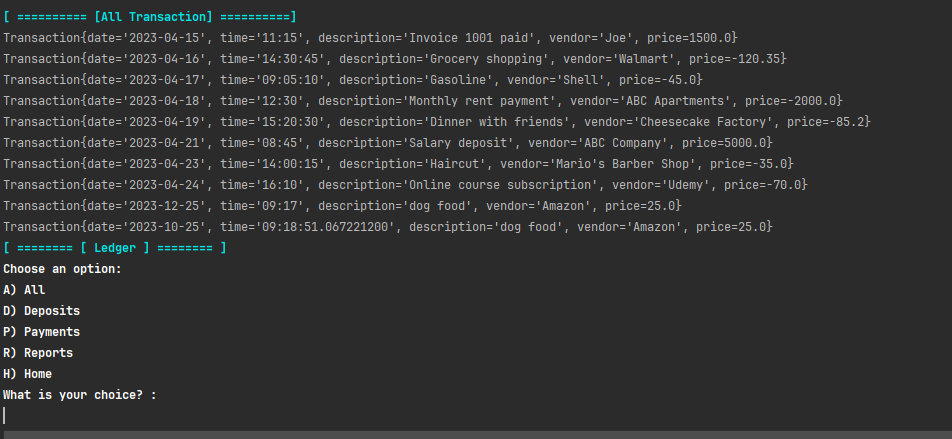 [ ========== [All Transaction] ==========]
Transaction{date='2023-04-15', time='11:15', description='Invoice 1001 paid', vendor='Joe', price=1500.0}
Transaction{date='2023-04-16', time='14:30:45', description='Grocery shopping', vendor='Walmart', price=-120.35}
Transaction{date='2023-04-17', time='09:05:10', description='Gasoline', vendor='Shell', price=-45.0}
Transaction{date='2023-04-18', time='12:30', description='Monthly rent payment', vendor='ABC Apartments', price=-2000.0}
Transaction{date='2023-04-19', time='15:20:30', description='Dinner with friends', vendor='Cheesecake Factory', price=-85.2}
Transaction{date='2023-04-21', time='08:45', description='Salary deposit', vendor='ABC Company', price=5000.0}
Transaction{date='2023-04-23', time='14:00:15', description='Haircut', vendor='Mario's Barber Shop', price=-35.0}
Transaction{date='2023-04-24', time='16:10', description='Online course subscription', vendor='Udemy', price=-70.0}
Transaction{date='2023-12-25', time='09:17', description='dog food', vendor='Amazon', price=25.0}
Transaction{date='2023-10-25', time='09:18:51.067221200', description='dog food', vendor='Amazon', price=25.0}
[ ======== [ Ledger ] ======== ]
Choose an option:
A) All
D) Deposits
P) Payments
R) Reports
H) Home
What is your choice? :